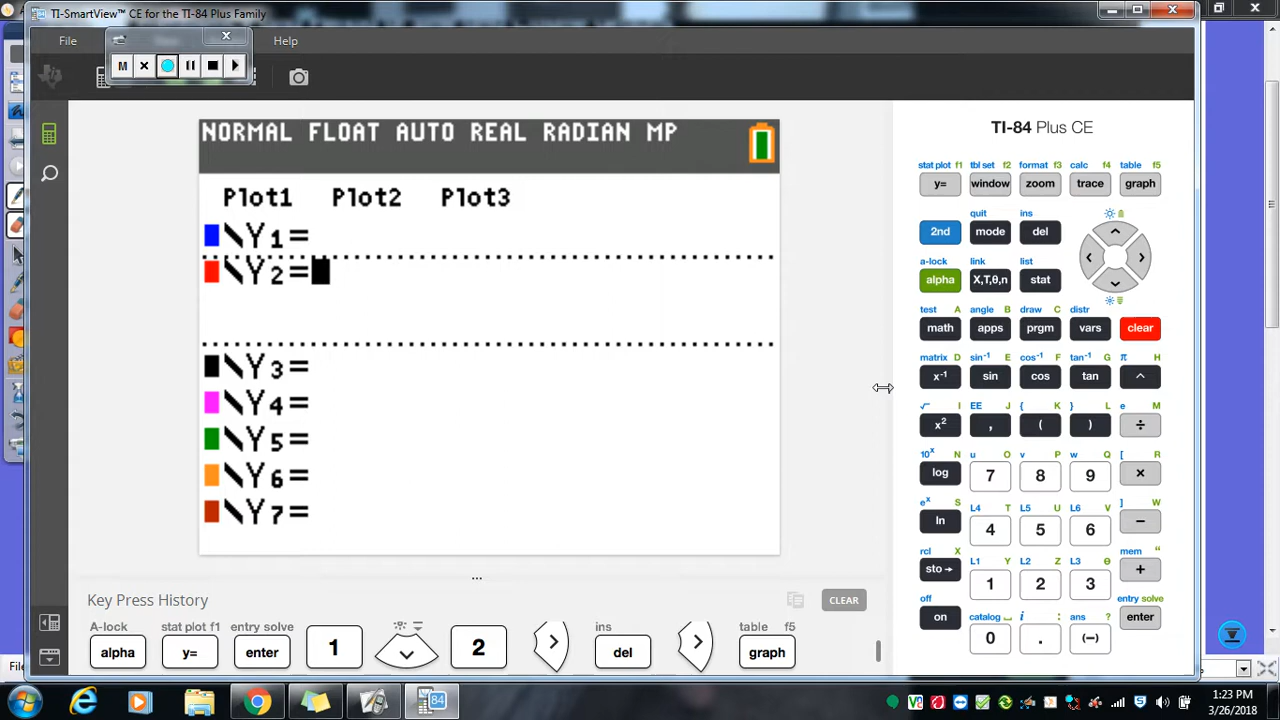 TI-SmartView™ CE for the TI-84 Plus Family
File
Help
M
NORMAL FLOAT AUTO REAL RADIAN MP
Plot1 Plot2 Plot3
\Y1=
\Y2=
\Y3=
\Y4=
\Y5=
\Y6=
\Y7=
TI-84 Plus CE
stat plot f1 tbl set f2 format f3 calc f4 table f5
y= window zoom trace graph
quit ins
2nd mode del
a-lock link list
alpha X,T,θ,n stat
test A angle B draw C distr
math apps prgm vars clear
matrix D sin⁻¹ E cos⁻¹ F tan⁻¹ G π H
x⁻¹ sin cos tan ^
√ I EE J { K } L e M
x² , ( ) ÷
10ˣ N u O v P w Q [ R
log 7 8 9 ×
eˣ S L4 T L5 U L6 V ] W
ln 4 5 6 −
rcl X L1 Y L2 Z L3 θ mem “
sto→ 1 2 3 +
off catalog i : ans ? entry solve
on 0 . (−) enter
Key Press History
CLEAR
A-lock stat plot f1 entry solve ins table f5
alpha y= enter 1 2 del graph
File
84
1:23 PM
3/26/2018